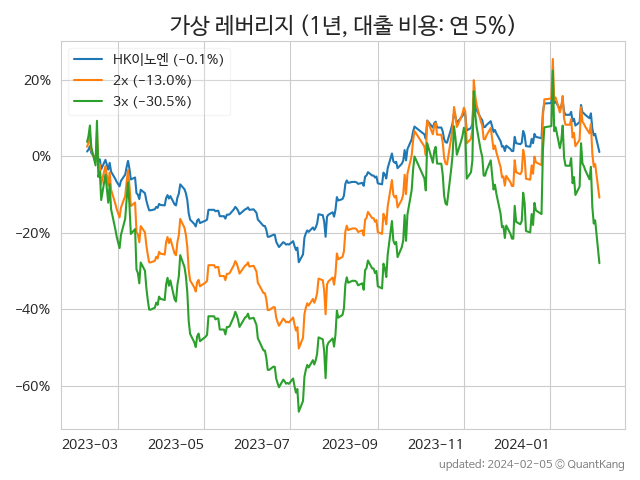 가상 레버리지 (1년, 대출 비용: 연 5%)
HK이노엔 (−0.1%)
2x (−13.0%)
3x (−30.5%)
20%
0%
−20%
−40%
−60%
2023-03 2023-05 2023-07 2023-09 2023-11 2024-01
updated: 2024-02-05 © QuantKang